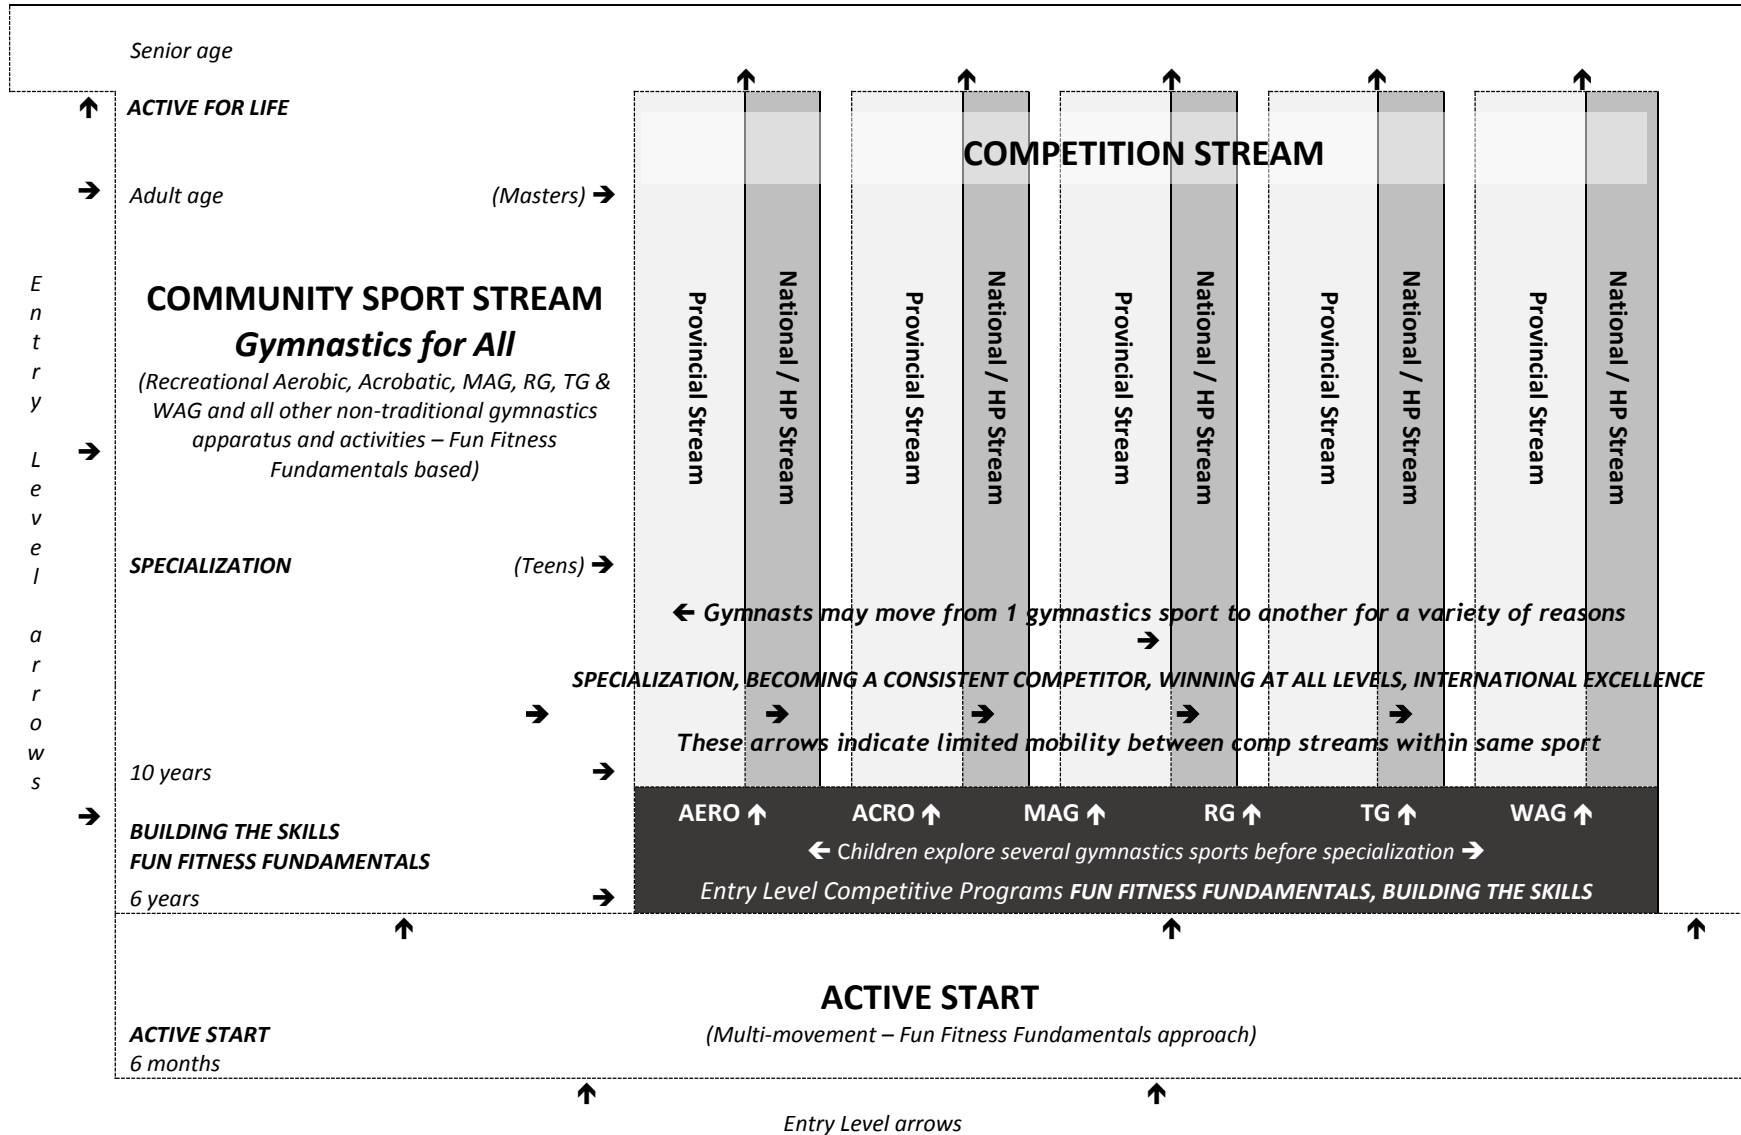 Senior age
↑ ACTIVE FOR LIFE
COMPETITION STREAM
→ Adult age (Masters) →
Entry Level arrows
COMMUNITY SPORT STREAM
Gymnastics for All
(Recreational Aerobic, Acrobatic, MAG, RG, TG &
WAG and all other non-traditional gymnastics
apparatus and activities – Fun Fitness
Fundamentals based)
Provincial Stream
National / HP Stream
Provincial Stream
National / HP Stream
Provincial Stream
National / HP Stream
Provincial Stream
National / HP Stream
Provincial Stream
National / HP Stream
SPECIALIZATION (Teens) →
← Gymnasts may move from 1 gymnastics sport to another for a variety of reasons
→
SPECIALIZATION, BECOMING A CONSISTENT COMPETITOR, WINNING AT ALL LEVELS, INTERNATIONAL EXCELLENCE
→ → → → →
These arrows indicate limited mobility between comp streams within same sport
10 years →
AERO ↑ ACRO ↑ MAG ↑ RG ↑ TG ↑ WAG ↑
BUILDING THE SKILLS
← Children explore several gymnastics sports before specialization →
FUN FITNESS FUNDAMENTALS
6 years →
Entry Level Competitive Programs FUN FITNESS FUNDAMENTALS, BUILDING THE SKILLS
ACTIVE START
(Multi-movement – Fun Fitness Fundamentals approach)
ACTIVE START
6 months
Entry Level arrows